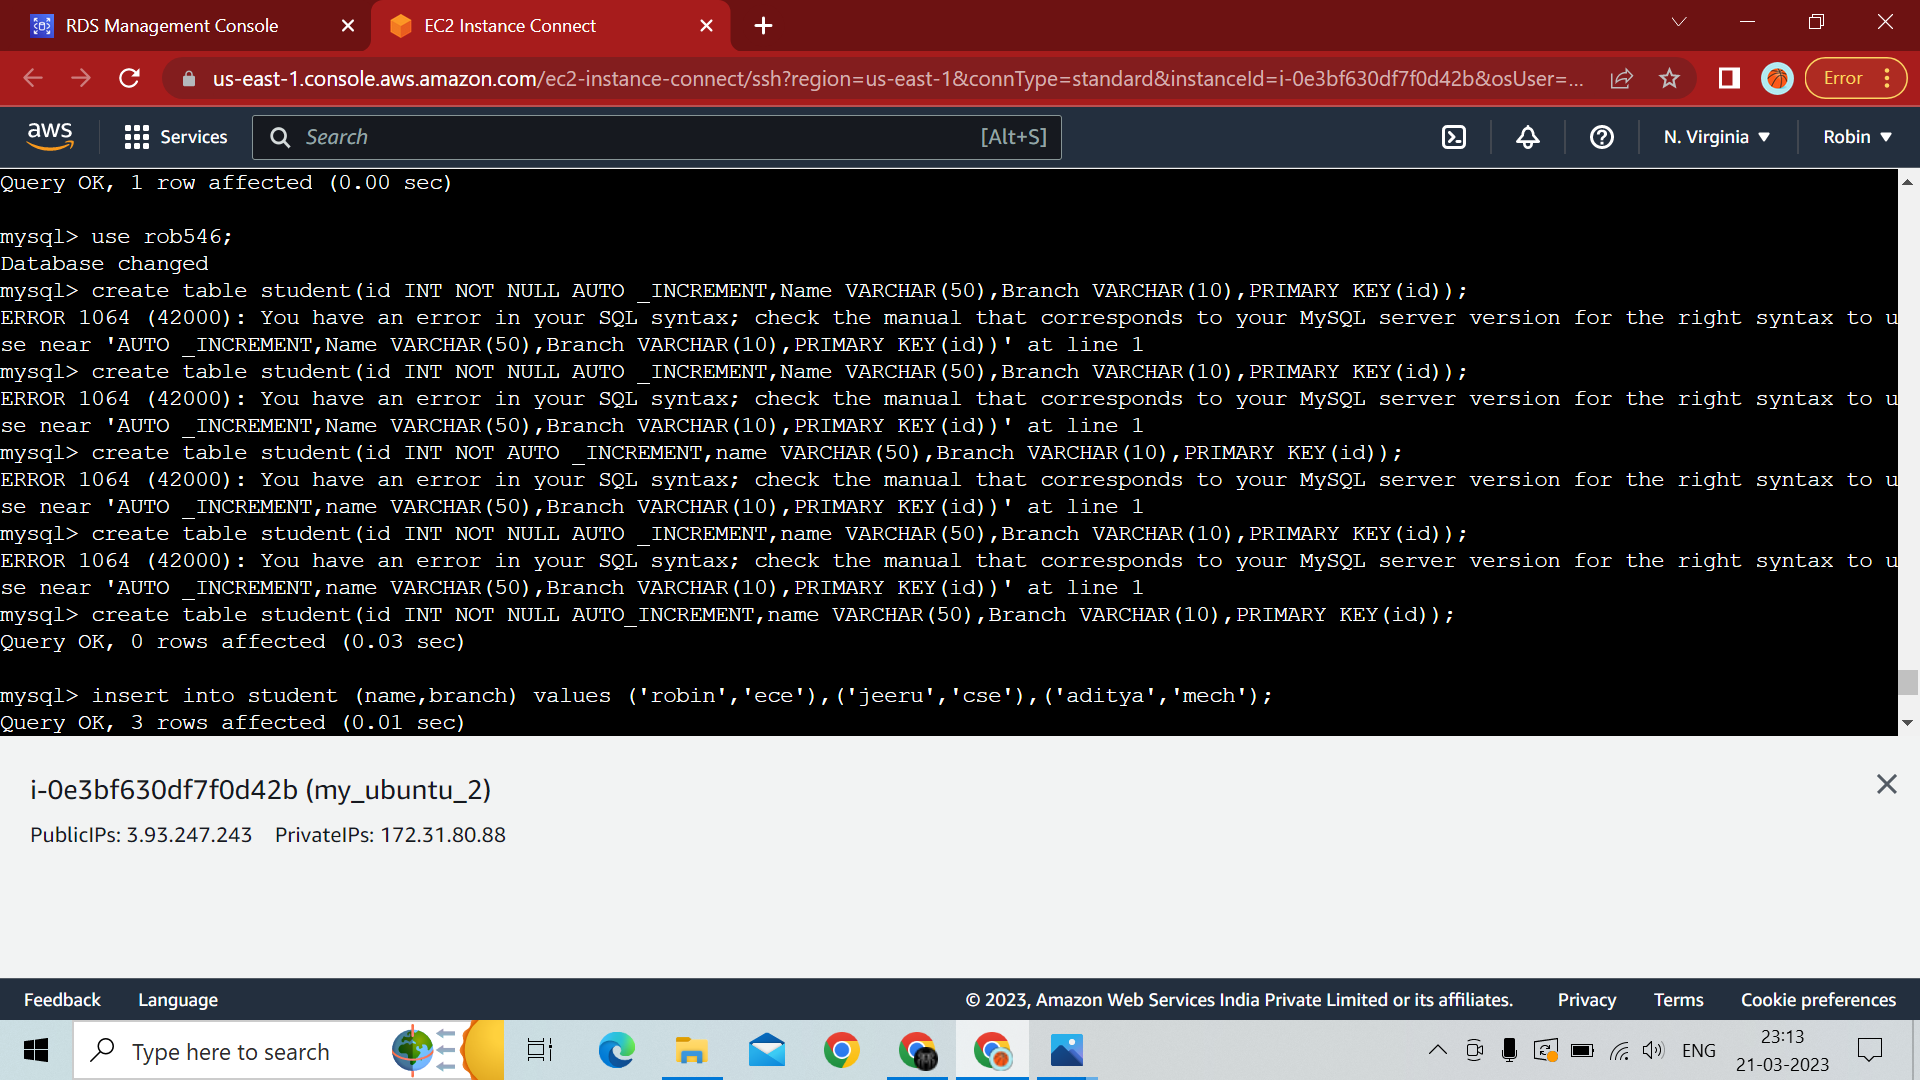 RDS Management Console
EC2 Instance Connect
us-east-1.console.aws.amazon.com/ec2-instance-connect/ssh?region=us-east-1&connType=standard&instanceId=i-0e3bf630df7f0d42b&osUser=...
Error
aws
Services
Search
[Alt+S]
N. Virginia
Robin
Query OK, 1 row affected (0.00 sec)
mysql> use rob546;
Database changed
mysql> create table student(id INT NOT NULL AUTO _INCREMENT,Name VARCHAR(50),Branch VARCHAR(10),PRIMARY KEY(id));
ERROR 1064 (42000): You have an error in your SQL syntax; check the manual that corresponds to your MySQL server version for the right syntax to u
se near 'AUTO _INCREMENT,Name VARCHAR(50),Branch VARCHAR(10),PRIMARY KEY(id))' at line 1
mysql> create table student(id INT NOT NULL AUTO _INCREMENT,Name VARCHAR(50),Branch VARCHAR(10),PRIMARY KEY(id));
ERROR 1064 (42000): You have an error in your SQL syntax; check the manual that corresponds to your MySQL server version for the right syntax to u
se near 'AUTO _INCREMENT,Name VARCHAR(50),Branch VARCHAR(10),PRIMARY KEY(id))' at line 1
mysql> create table student(id INT NOT AUTO _INCREMENT,name VARCHAR(50),Branch VARCHAR(10),PRIMARY KEY(id));
ERROR 1064 (42000): You have an error in your SQL syntax; check the manual that corresponds to your MySQL server version for the right syntax to u
se near 'AUTO _INCREMENT,name VARCHAR(50),Branch VARCHAR(10),PRIMARY KEY(id))' at line 1
mysql> create table student(id INT NOT NULL AUTO _INCREMENT,name VARCHAR(50),Branch VARCHAR(10),PRIMARY KEY(id));
ERROR 1064 (42000): You have an error in your SQL syntax; check the manual that corresponds to your MySQL server version for the right syntax to u
se near 'AUTO _INCREMENT,name VARCHAR(50),Branch VARCHAR(10),PRIMARY KEY(id))' at line 1
mysql> create table student(id INT NOT NULL AUTO_INCREMENT,name VARCHAR(50),Branch VARCHAR(10),PRIMARY KEY(id));
Query OK, 0 rows affected (0.03 sec)
mysql> insert into student (name,branch) values ('robin','ece'),('jeeru','cse'),('aditya','mech');
Query OK, 3 rows affected (0.01 sec)
i-0e3bf630df7f0d42b (my_ubuntu_2)
PublicIPs: 3.93.247.243 PrivateIPs: 172.31.80.88
Feedback
Language
© 2023, Amazon Web Services India Private Limited or its affiliates.
Privacy
Terms
Cookie preferences
Type here to search
ENG
23:13
21-03-2023